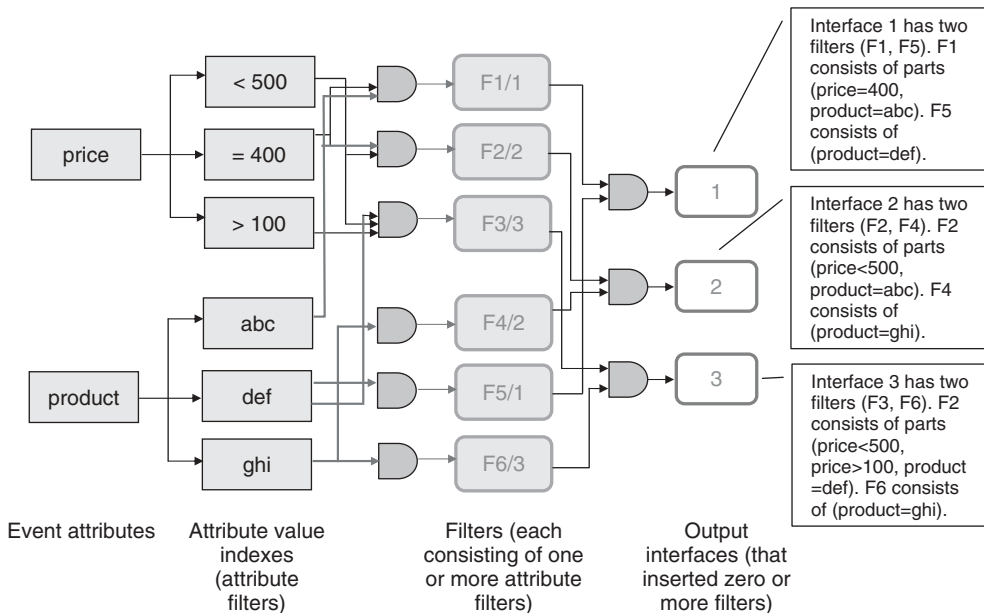 price
product
< 500
= 400
> 100
abc
def
ghi
F1/1
F2/2
F3/3
F4/2
F5/1
F6/3
1
2
3
Interface 1 has two
filters (F1, F5). F1
consists of parts
(price=400,
product=abc). F5
consists of
(product=def).
Interface 2 has two
filters (F2, F4). F2
consists of parts
(price<500,
product=abc). F4
consists of
(product=ghi).
Interface 3 has two
filters (F3, F6). F2
consists of parts
(price<500,
price>100, product
=def). F6 consists
of (product=ghi).
Event attributes
Attribute value
indexes
(attribute
filters)
Filters (each
consisting of one
or more attribute
filters)
Output
interfaces (that
inserted zero or
more filters)